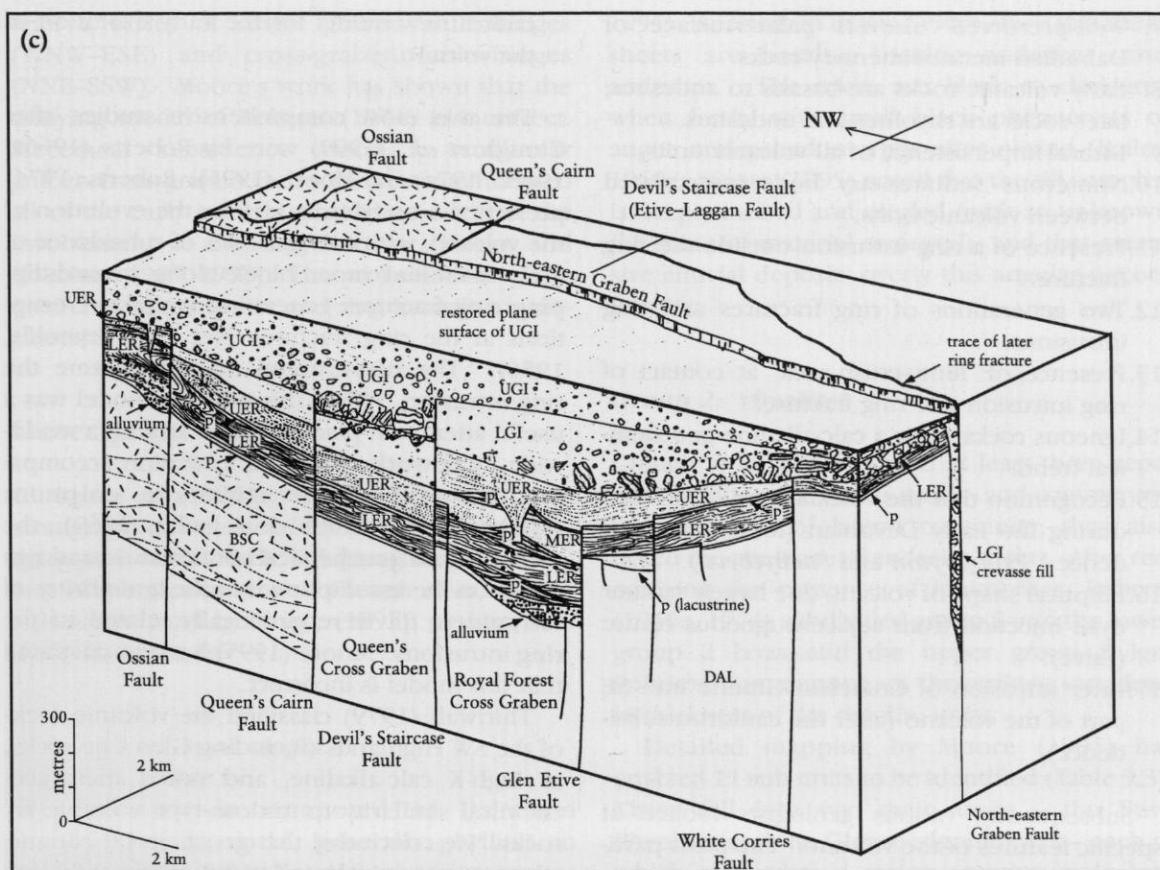 (c)
NW
Ossian
Fault
Queen's Cairn
Fault
Devil's Staircase Fault
(Etive–Laggan Fault)
North-eastern
Graben Fault
UER
restored plane
surface of UGI
trace of later
ring fracture
LER
UGI
UGI
UGI
LGI
LGI
alluvium
UER
P
LER
UER
P
UER
UER
P
LER
P
LER
LER
P
MER
LER
P
BSC
P
LGI
crevasse fill
P (lacustrine)
alluvium
DAL
Ossian
Fault
Queen's Cairn
Fault
Queen's
Cross Graben
Devil's Staircase
Fault
Royal Forest
Cross Graben
Glen Etive
Fault
White Corries
Fault
North-eastern
Graben Fault
300
metres
0
2 km
2 km